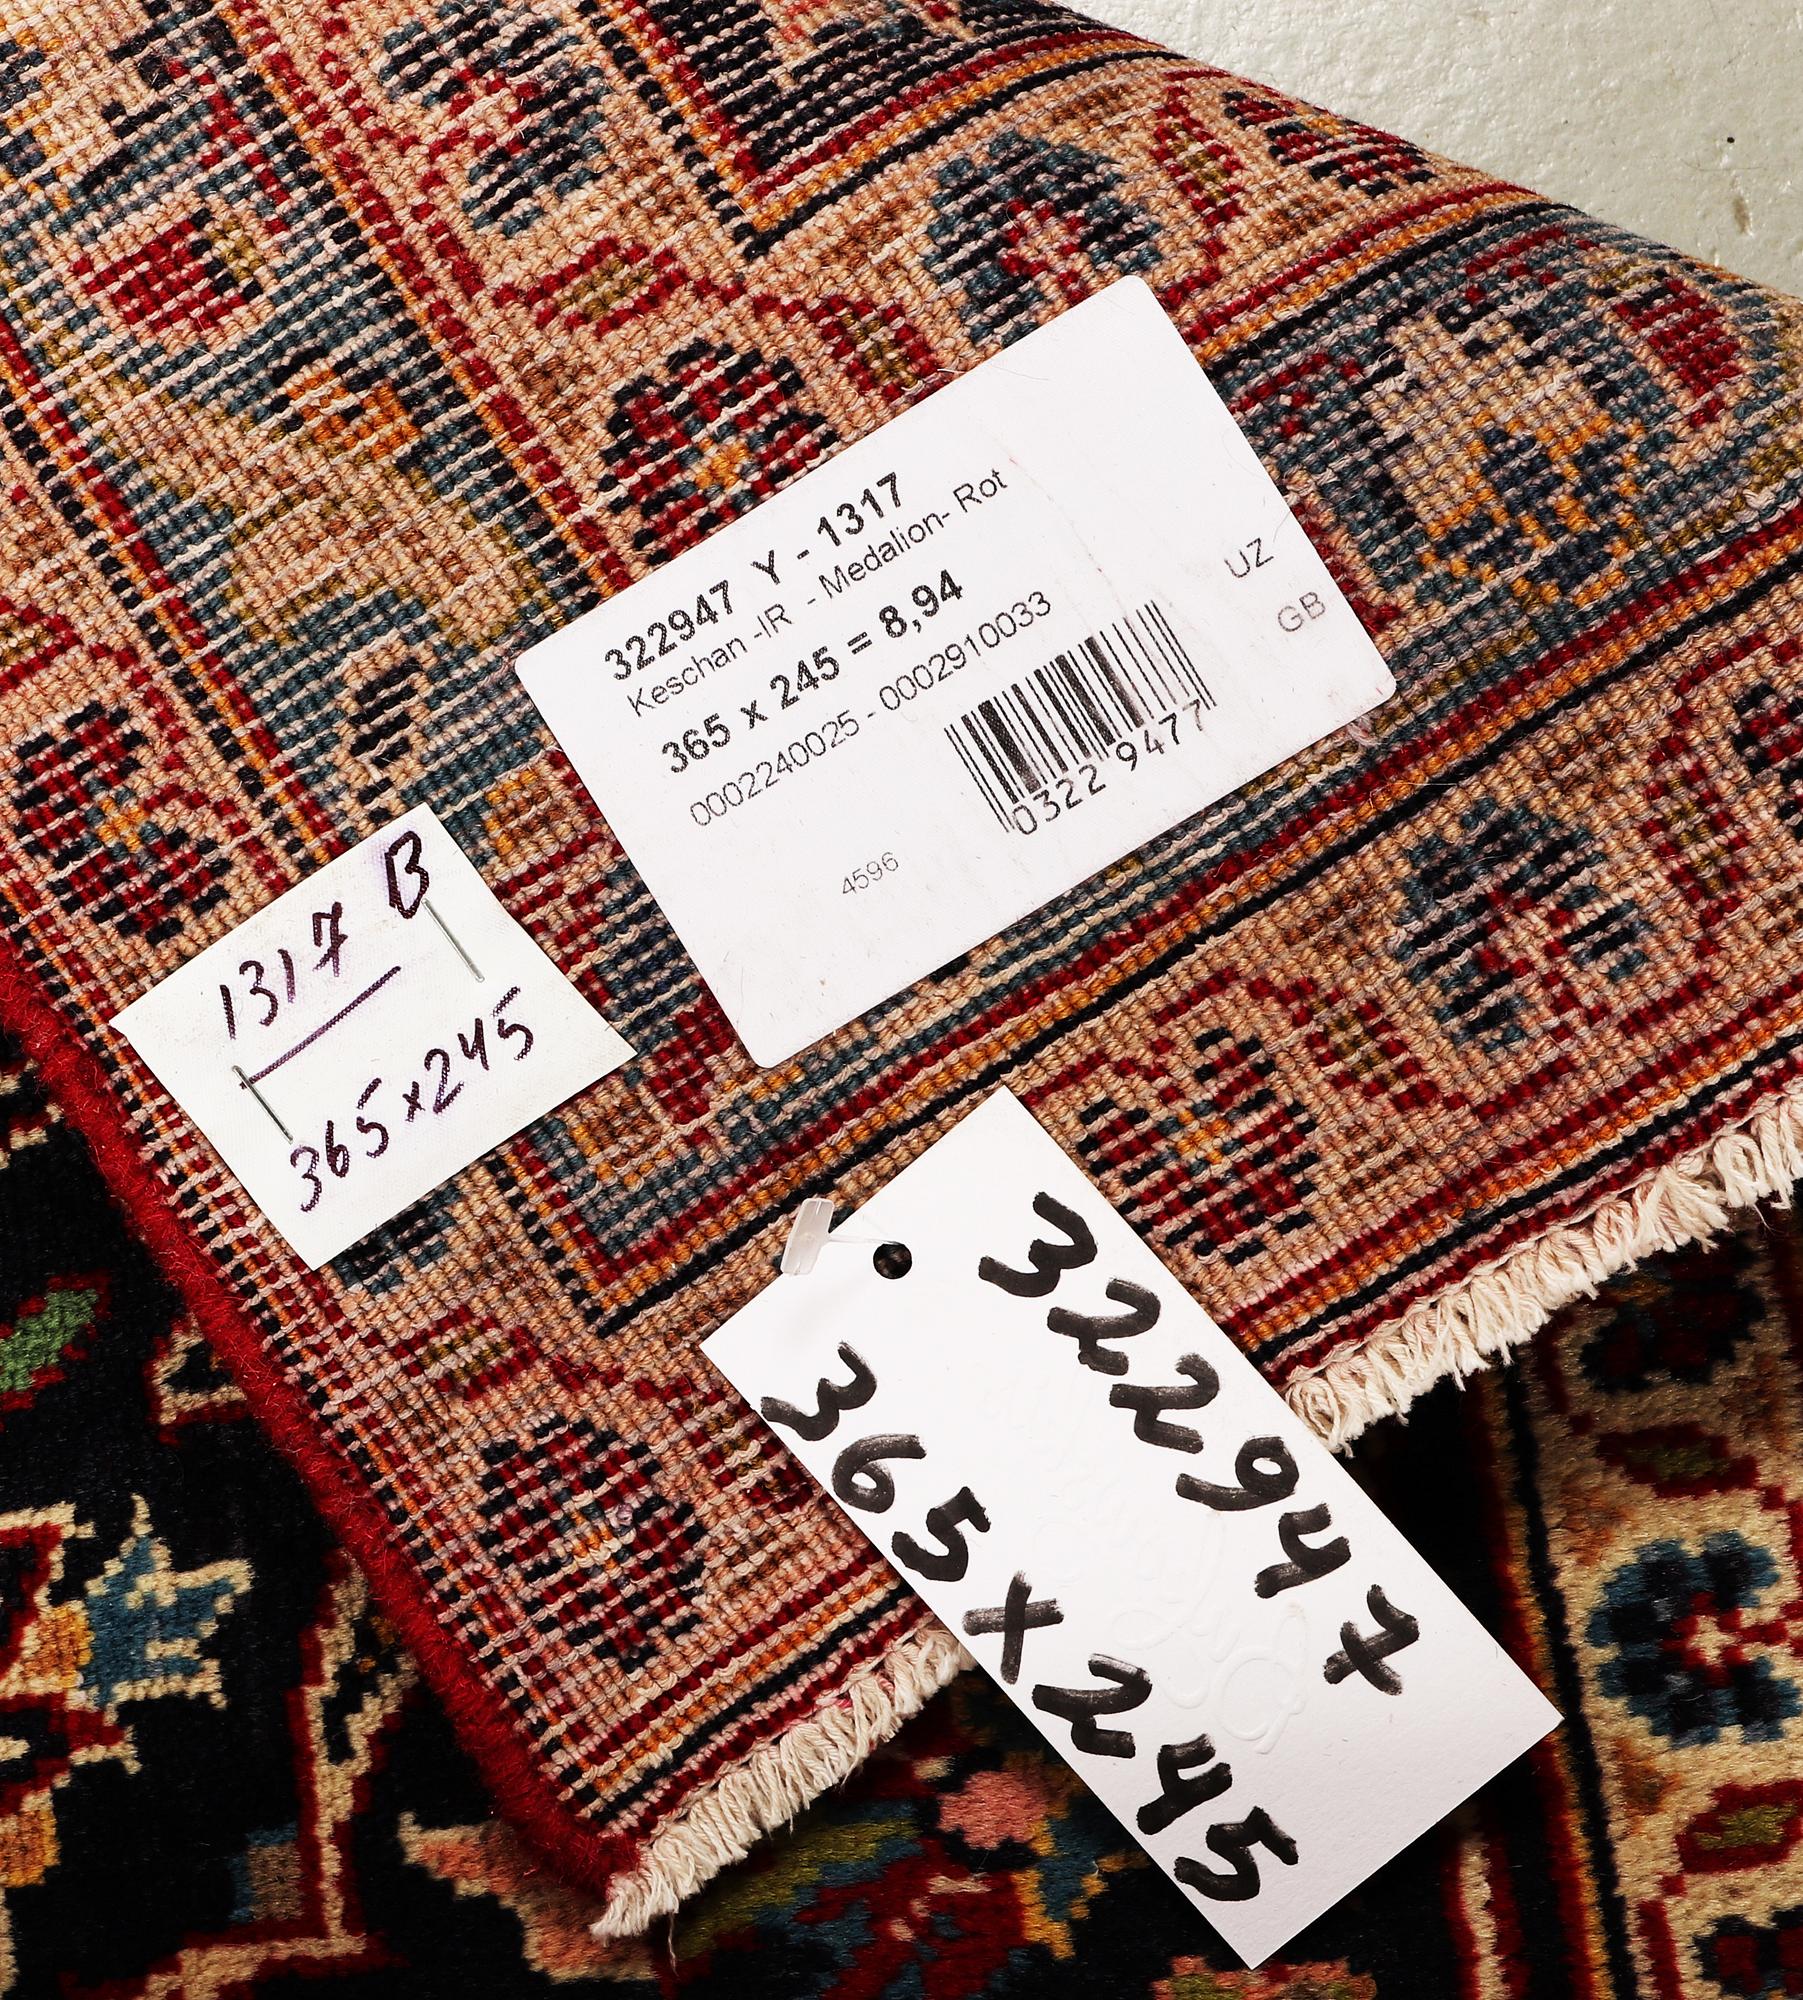 322947 Y - 1317
Keschan -IR - Medalion- Rot
365 x 245 = 8,94
0002240025 - 0002910033
0322 9477
UZ
GB
4596
1317 B
365x245
322947
365x245